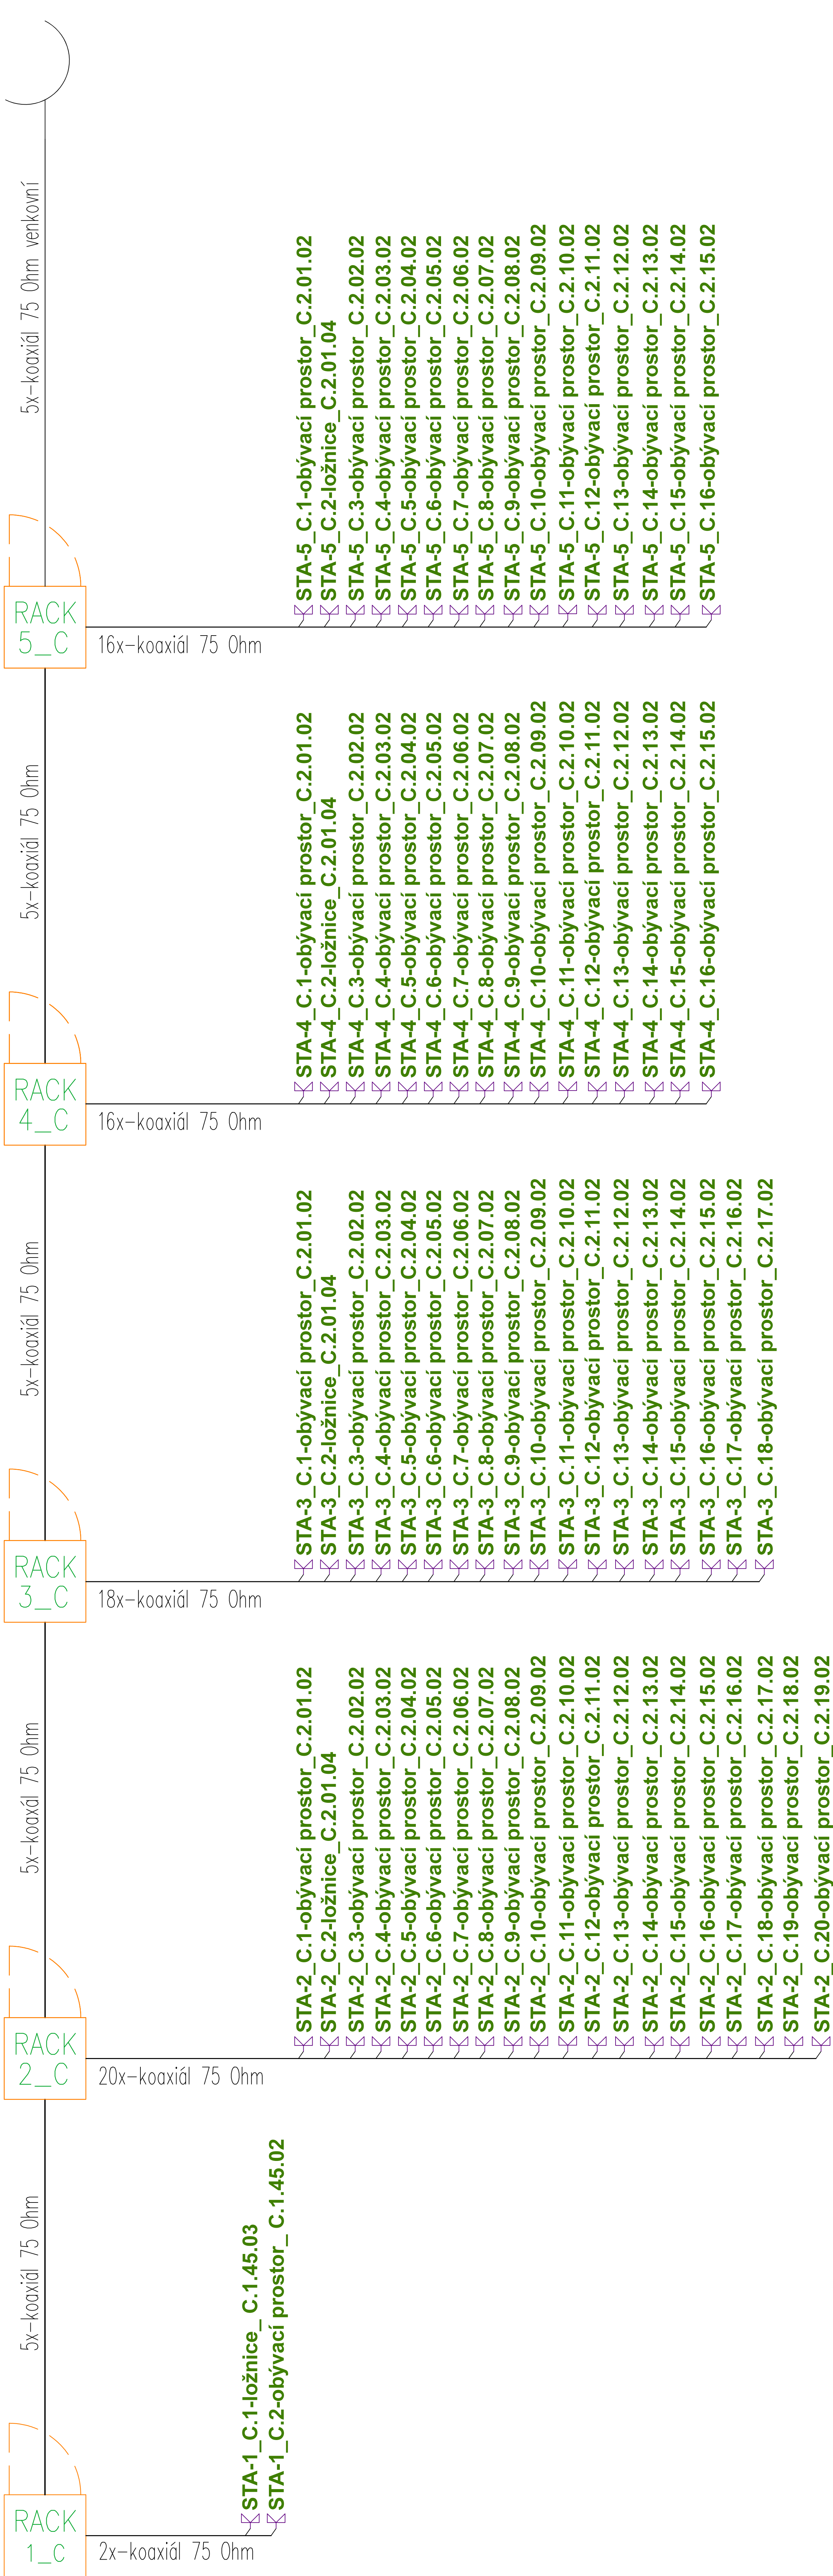 5x-koaxiál 75 Ohm venkovní
STA-5_C.1-obývací prostor_C.2.01.02
STA-5_C.2-ložnice_C.2.01.04
STA-5_C.3-obývací prostor_C.2.02.02
STA-5_C.4-obývací prostor_C.2.03.02
STA-5_C.5-obývací prostor_C.2.04.02
STA-5_C.6-obývací prostor_C.2.05.02
STA-5_C.7-obývací prostor_C.2.06.02
STA-5_C.8-obývací prostor_C.2.07.02
STA-5_C.9-obývací prostor_C.2.08.02
STA-5_C.10-obývací prostor_C.2.09.02
STA-5_C.11-obývací prostor_C.2.10.02
STA-5_C.12-obývací prostor_C.2.11.02
STA-5_C.13-obývací prostor_C.2.12.02
STA-5_C.14-obývací prostor_C.2.13.02
STA-5_C.15-obývací prostor_C.2.14.02
STA-5_C.16-obývací prostor_C.2.15.02
RACK
5_C
16x-koaxiál 75 Ohm
5x-koaxiál 75 Ohm
STA-4_C.1-obývací prostor_C.2.01.02
STA-4_C.2-ložnice_C.2.01.04
STA-4_C.3-obývací prostor_C.2.02.02
STA-4_C.4-obývací prostor_C.2.03.02
STA-4_C.5-obývací prostor_C.2.04.02
STA-4_C.6-obývací prostor_C.2.05.02
STA-4_C.7-obývací prostor_C.2.06.02
STA-4_C.8-obývací prostor_C.2.07.02
STA-4_C.9-obývací prostor_C.2.08.02
STA-4_C.10-obývací prostor_C.2.09.02
STA-4_C.11-obývací prostor_C.2.10.02
STA-4_C.12-obývací prostor_C.2.11.02
STA-4_C.13-obývací prostor_C.2.12.02
STA-4_C.14-obývací prostor_C.2.13.02
STA-4_C.15-obývací prostor_C.2.14.02
STA-4_C.16-obývací prostor_C.2.15.02
RACK
4_C
16x-koaxiál 75 Ohm
5x-koaxiál 75 Ohm
STA-3_C.1-obývací prostor_C.2.01.02
STA-3_C.2-ložnice_C.2.01.04
STA-3_C.3-obývací prostor_C.2.02.02
STA-3_C.4-obývací prostor_C.2.03.02
STA-3_C.5-obývací prostor_C.2.04.02
STA-3_C.6-obývací prostor_C.2.05.02
STA-3_C.7-obývací prostor_C.2.06.02
STA-3_C.8-obývací prostor_C.2.07.02
STA-3_C.9-obývací prostor_C.2.08.02
STA-3_C.10-obývací prostor_C.2.09.02
STA-3_C.11-obývací prostor_C.2.10.02
STA-3_C.12-obývací prostor_C.2.11.02
STA-3_C.13-obývací prostor_C.2.12.02
STA-3_C.14-obývací prostor_C.2.13.02
STA-3_C.15-obývací prostor_C.2.14.02
STA-3_C.16-obývací prostor_C.2.15.02
STA-3_C.17-obývací prostor_C.2.16.02
STA-3_C.18-obývací prostor_C.2.17.02
RACK
3_C
18x-koaxiál 75 Ohm
5x-koaxál 75 Ohm
STA-2_C.1-obývací prostor_C.2.01.02
STA-2_C.2-ložnice_C.2.01.04
STA-2_C.3-obývací prostor_C.2.02.02
STA-2_C.4-obývací prostor_C.2.03.02
STA-2_C.5-obývací prostor_C.2.04.02
STA-2_C.6-obývací prostor_C.2.05.02
STA-2_C.7-obývací prostor_C.2.06.02
STA-2_C.8-obývací prostor_C.2.07.02
STA-2_C.9-obývací prostor_C.2.08.02
STA-2_C.10-obývací prostor_C.2.09.02
STA-2_C.11-obývací prostor_C.2.10.02
STA-2_C.12-obývací prostor_C.2.11.02
STA-2_C.13-obývací prostor_C.2.12.02
STA-2_C.14-obývací prostor_C.2.13.02
STA-2_C.15-obývací prostor_C.2.14.02
STA-2_C.16-obývací prostor_C.2.15.02
STA-2_C.17-obývací prostor_C.2.16.02
STA-2_C.18-obývací prostor_C.2.17.02
STA-2_C.19-obývací prostor_C.2.18.02
STA-2_C.20-obývací prostor_C.2.19.02
RACK
2_C
20x-koaxiál 75 Ohm
5x-koaxiál 75 Ohm
STA-1_C.1-ložnice_ C.1.45.03
STA-1_C.2-obývací prostor_ C.1.45.02
RACK
1_C
2x-koaxiál 75 Ohm